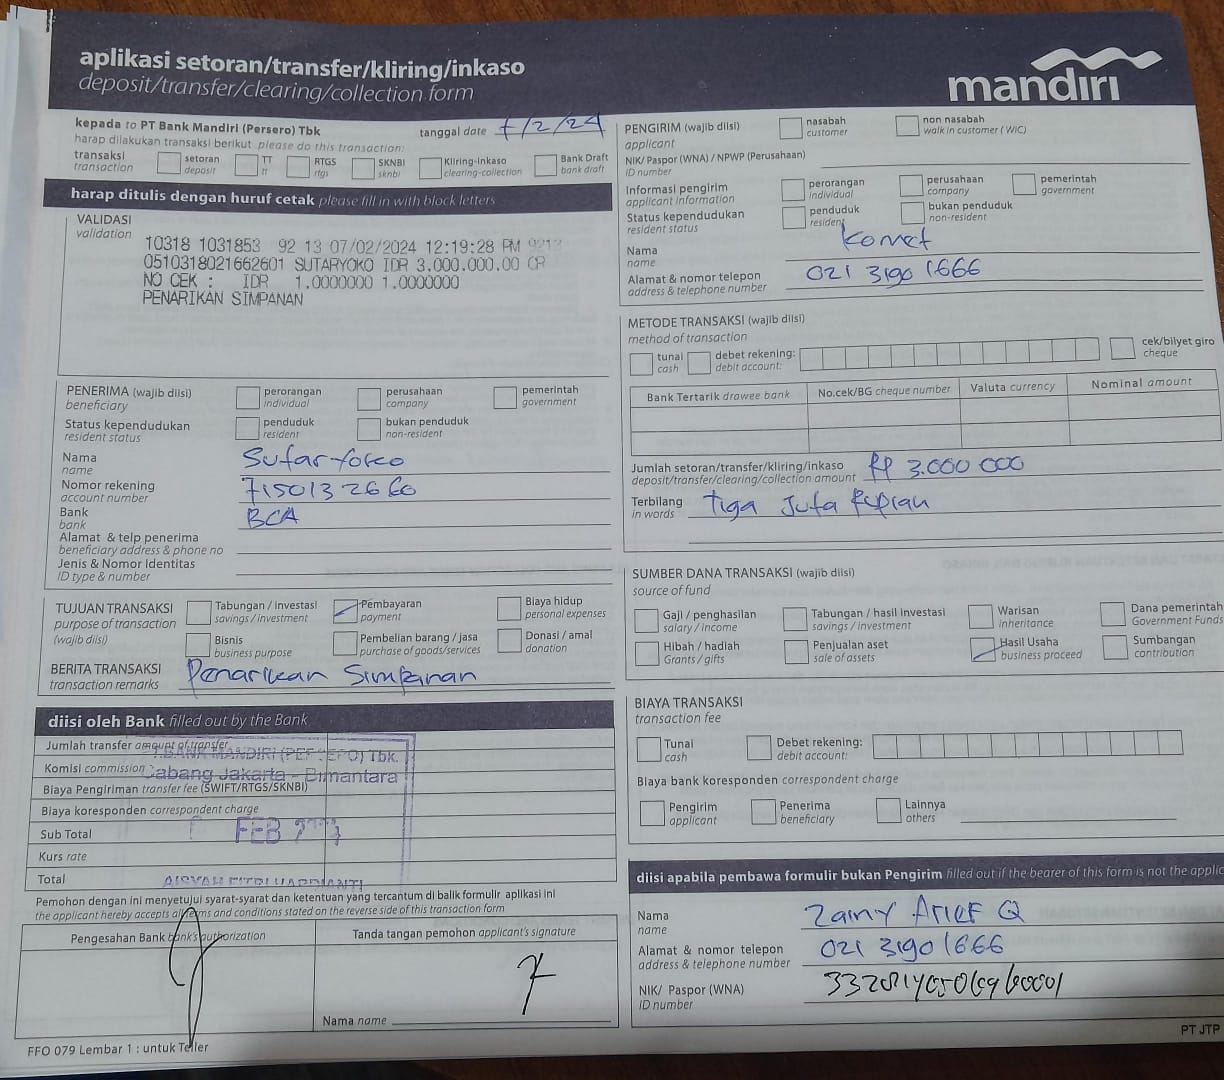 aplikasi setoran/transfer/kliring/inkaso
deposit/transfer/clearing/collection form
mandiri
kepada to PT Bank Mandiri (Persero) Tbk
tanggal date 7/2/24
harap dilakukan transaksi berikut please do this transaction:
transaksi
transaction
setoran
deposit
TT
tt
RTGS
rtgs
SKNBI
sknbi
Kliring-inkaso
clearing-collection
Bank Draft
bank draft
harap ditulis dengan huruf cetak please fill in with block letters
VALIDASI
validation
10318 1031853 92 13 07/02/2024 12:19:28 PM
0510318021662601 SUTARYOKO IDR 3.000.000.00 CR
NO CEK : IDR 1.0000000 1.0000000
PENARIKAN SIMPANAN
PENERIMA (wajib diisi)
beneficiary
perorangan
individual
perusahaan
company
pemerintah
government
Status kependudukan
resident status
penduduk
resident
bukan penduduk
non-resident
Nama
name
Nomor rekening 7150132660
account number
Bank BCA
bank
Alamat & telp penerima
beneficiary address & phone no
Jenis & Nomor Identitas
ID type & number
TUJUAN TRANSAKSI
purpose of transaction
(wajib diisi)
Tabungan / investasi
savings / investment
Pembayaran
payment
Biaya hidup
personal expenses
Bisnis
business purpose
Pembelian barang / jasa
purchase of goods/services
Donasi / amal
donation
BERITA TRANSAKSI Penarikan Simpanan
transaction remarks
diisi oleh Bank filled out by the Bank
Jumlah transfer amount of transfer
BANK MANDIRI Tbk.
Komisi commission
Cabang Jakarta - Bimantara
Biaya Pengiriman transfer fee (SWIFT/RTGS/SKNBI)
Biaya koresponden correspondent charge
Sub Total
FEB
Kurs rate
Total
Pemohon dengan ini menyetujui syarat-syarat dan ketentuan yang tercantum di balik formulir aplikasi ini
the applicant hereby accepts all terms and conditions stated on the reverse side of this transaction form
Pengesahan Bank bank's authorization
Tanda tangan pemohon applicant's signature
Nama name
FFO 079 Lembar 1 : untuk Teller
PENGIRIM (wajib diisi)
applicant
nasabah
customer
non nasabah
walk in customer ( WIC)
NIK/ Paspor (WNA) / NPWP (Perusahaan)
ID number
Informasi pengirim
applicant information
perorangan
individual
perusahaan
company
pemerintah
government
Status kependudukan
resident status
penduduk
resident
bukan penduduk
non-resident
Nama Komet
name
Alamat & nomor telepon 021 3190 1666
address & telephone number
METODE TRANSAKSI (wajib diisi)
method of transaction
tunai
cash
debet rekening:
debit account:
cek/bilyet giro
cheque
Bank Tertarik drawee bank
No.cek/BG cheque number
Valuta currency
Nominal amount
Jumlah setoran/transfer/kliring/inkaso Rp 3.000 000
deposit/transfer/clearing/collection amount
Terbilang Tiga Juta Rupiah
in words
SUMBER DANA TRANSAKSI (wajib diisi)
source of fund
Gaji / penghasilan
salary / income
Tabungan / hasil investasi
savings / investment
Warisan
inheritance
Dana pemerintah
Government Funds
Hibah / hadiah
Grants / gifts
Penjualan aset
sale of assets
Hasil Usaha
business proceed
Sumbangan
contribution
BIAYA TRANSAKSI
transaction fee
Tunai
cash
Debet rekening:
debit account:
Biaya bank koresponden correspondent charge
Pengirim
applicant
Penerima
beneficiary
Lainnya
others
diisi apabila pembawa formulir bukan Pengirim filled out if the bearer of this form is not the applic
Nama Zainy Arief Q
name
Alamat & nomor telepon 021 3190 1666
address & telephone number
NIK/ Paspor (WNA)
ID number
PT JTP